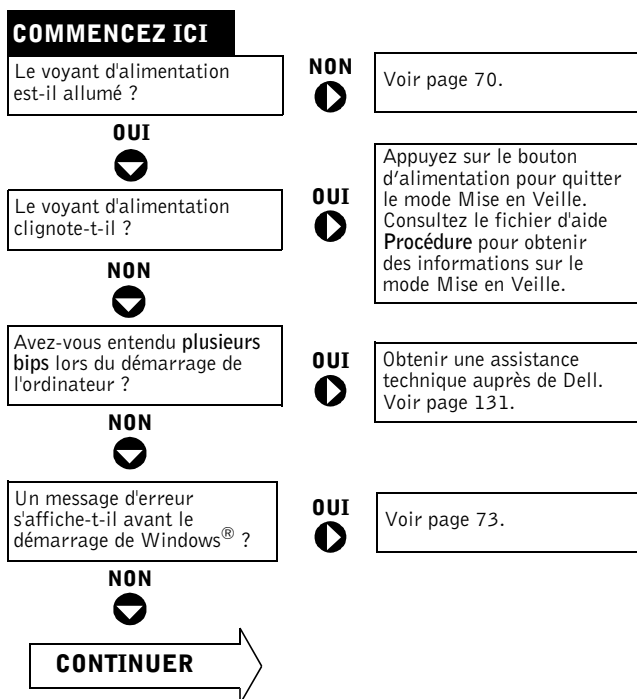 COMMENCEZ ICI
Le voyant d'alimentation
est-il allumé ?
NON
Voir page 70.
OUI
Le voyant d'alimentation
clignote-t-il ?
OUI
Appuyez sur le bouton
d’alimentation pour quitter
le mode Mise en Veille.
Consultez le fichier d'aide
Procédure pour obtenir
des informations sur le
mode Mise en Veille.
NON
Avez-vous entendu plusieurs
bips lors du démarrage de
l'ordinateur ?
OUI
Obtenir une assistance
technique auprès de Dell.
Voir page 131.
NON
Un message d'erreur
s'affiche-t-il avant le
démarrage de Windows® ?
OUI
Voir page 73.
NON
CONTINUER